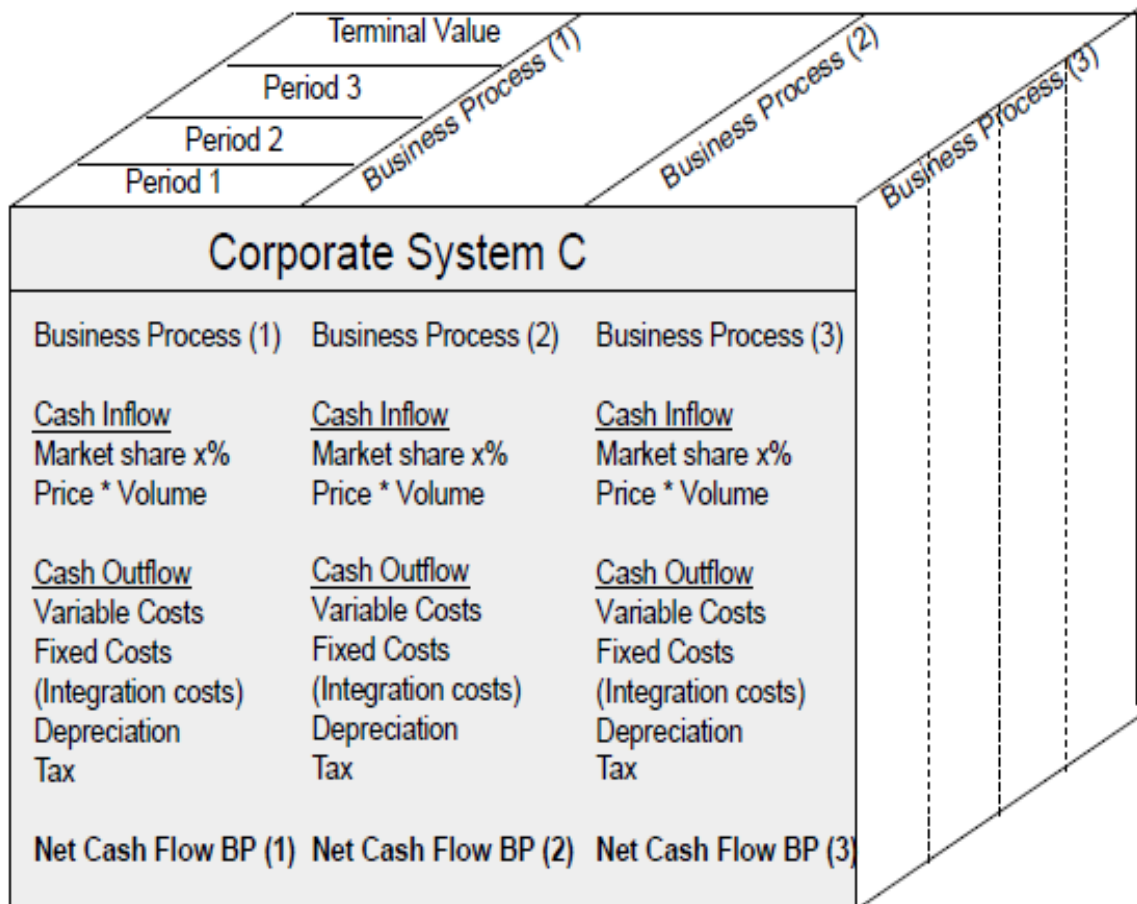 Terminal Value
Period 3
Period 2
Period 1
Business Process (1)
Business Process (2)
Business Process (3)
Corporate System C
Business Process (1) Business Process (2) Business Process (3)
Cash Inflow Cash Inflow Cash Inflow
Market share x% Market share x% Market share x%
Price * Volume Price * Volume Price * Volume
Cash Outflow Cash Outflow Cash Outflow
Variable Costs Variable Costs Variable Costs
Fixed Costs Fixed Costs Fixed Costs
(Integration costs) (Integration costs) (Integration costs)
Depreciation Depreciation Depreciation
Tax Tax Tax
Net Cash Flow BP (1) Net Cash Flow BP (2) Net Cash Flow BP (3)